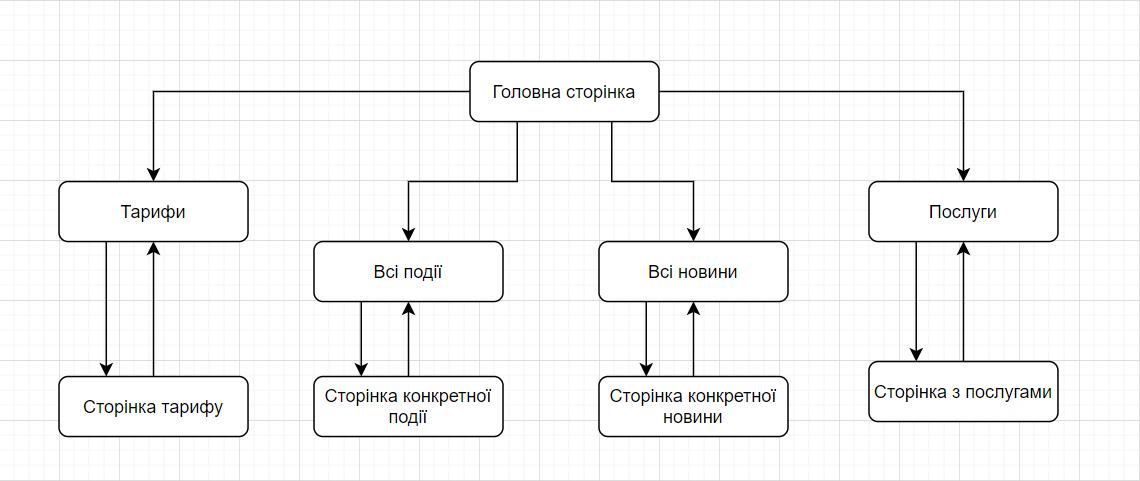 Головна сторінка
Тарифи
Послуги
Всі події
Всі новини
Сторінка тарифу
Сторінка конкретної
події
Сторінка конкретної
новини
Сторінка з послугами